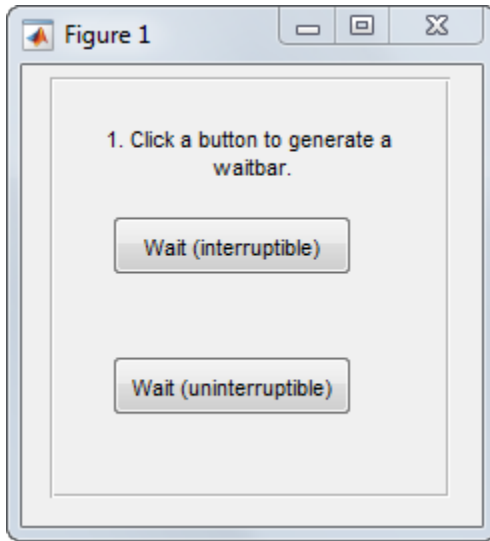 Figure 1
1. Click a button to generate a
waitbar.
Wait (interruptible)
Wait (uninterruptible)